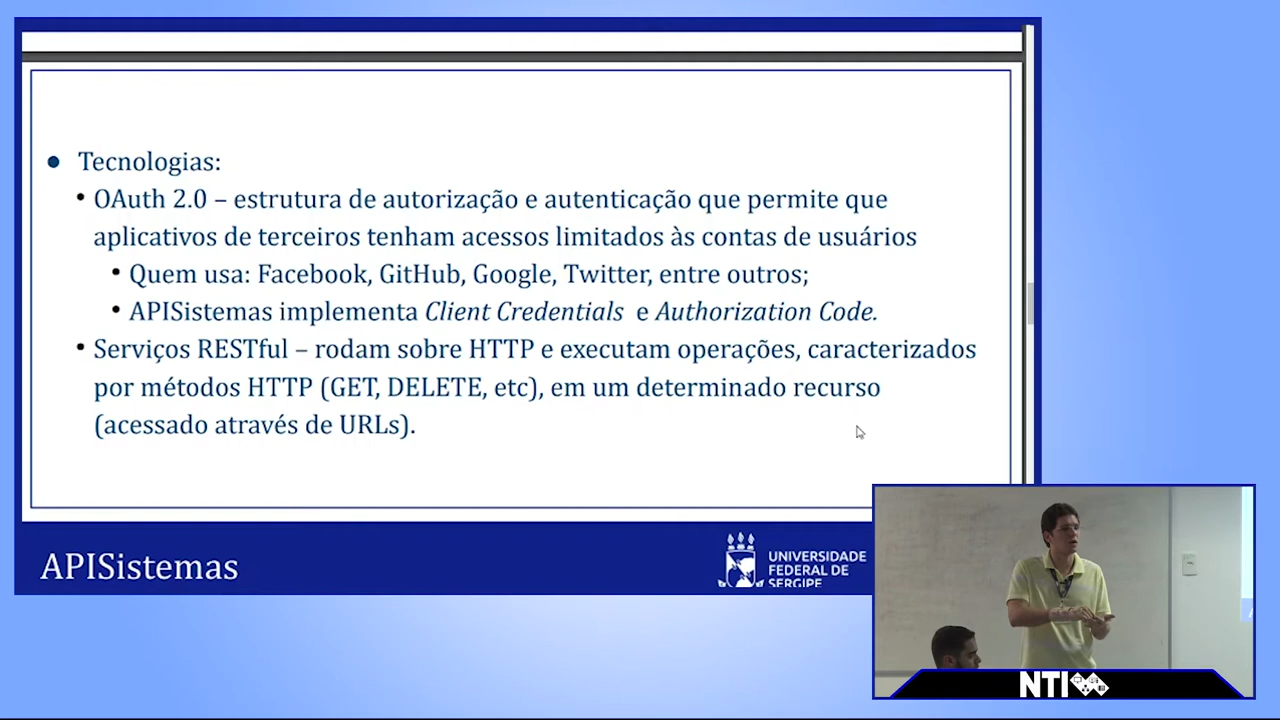 Tecnologias:
OAuth 2.0 – estrutura de autorização e autenticação que permite que
aplicativos de terceiros tenham acessos limitados às contas de usuários
Quem usa: Facebook, GitHub, Google, Twitter, entre outros;
APISistemas implementa Client Credentials e Authorization Code.
Serviços RESTful – rodam sobre HTTP e executam operações, caracterizados
por métodos HTTP (GET, DELETE, etc), em um determinado recurso
(acessado através de URLs).
APISistemas
UNIVERSIDADE
FEDERAL DE
SERGIPE
NTI